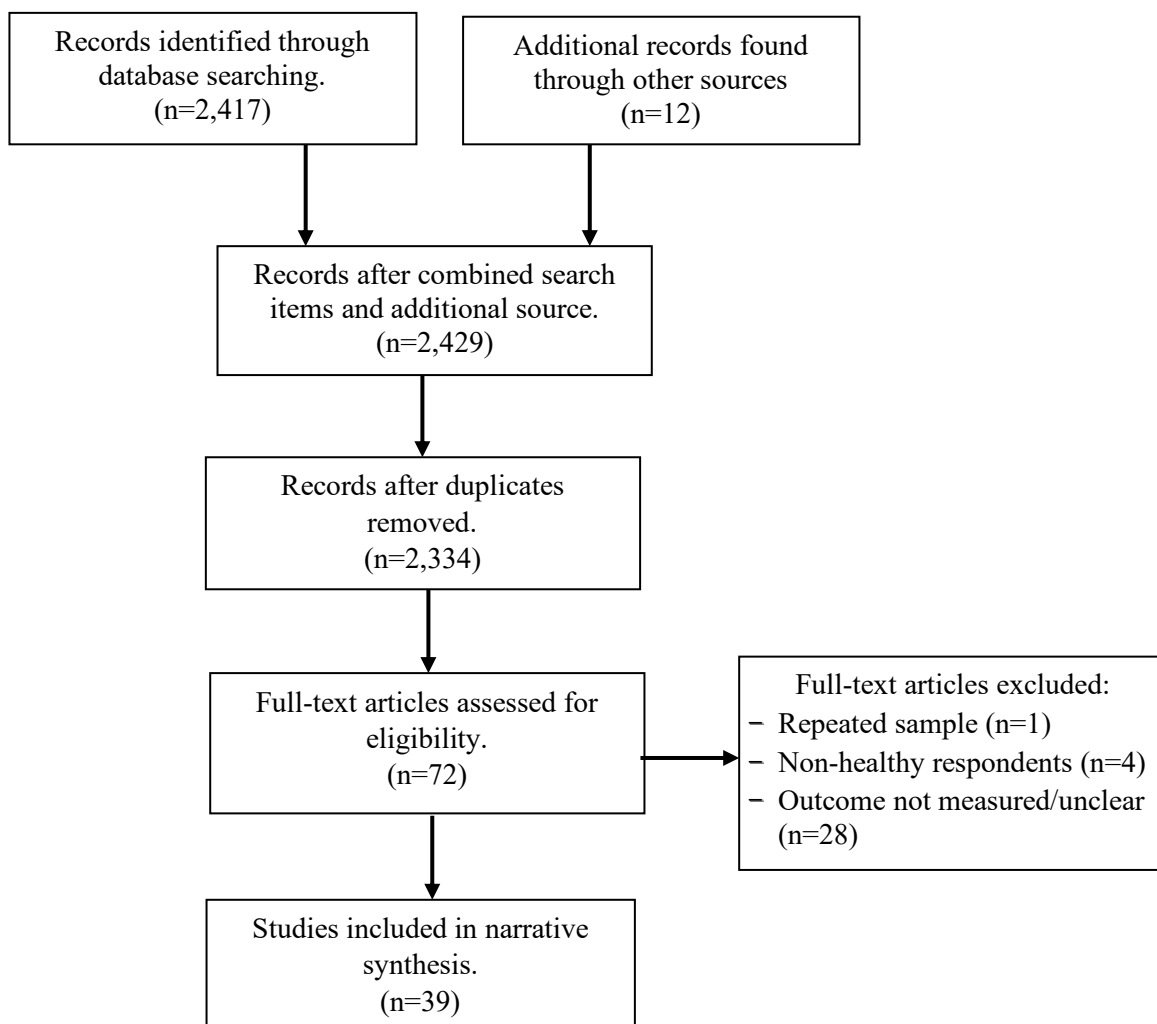 Records identified through
database searching.
(n=2,417)
Additional records found
through other sources
(n=12)
Records after combined search
items and additional source.
(n=2,429)
Records after duplicates
removed.
(n=2,334)
Full-text articles assessed for
eligibility.
(n=72)
Full-text articles excluded:
− Repeated sample (n=1)
− Non-healthy respondents (n=4)
− Outcome not measured/unclear
(n=28)
Studies included in narrative
synthesis.
(n=39)